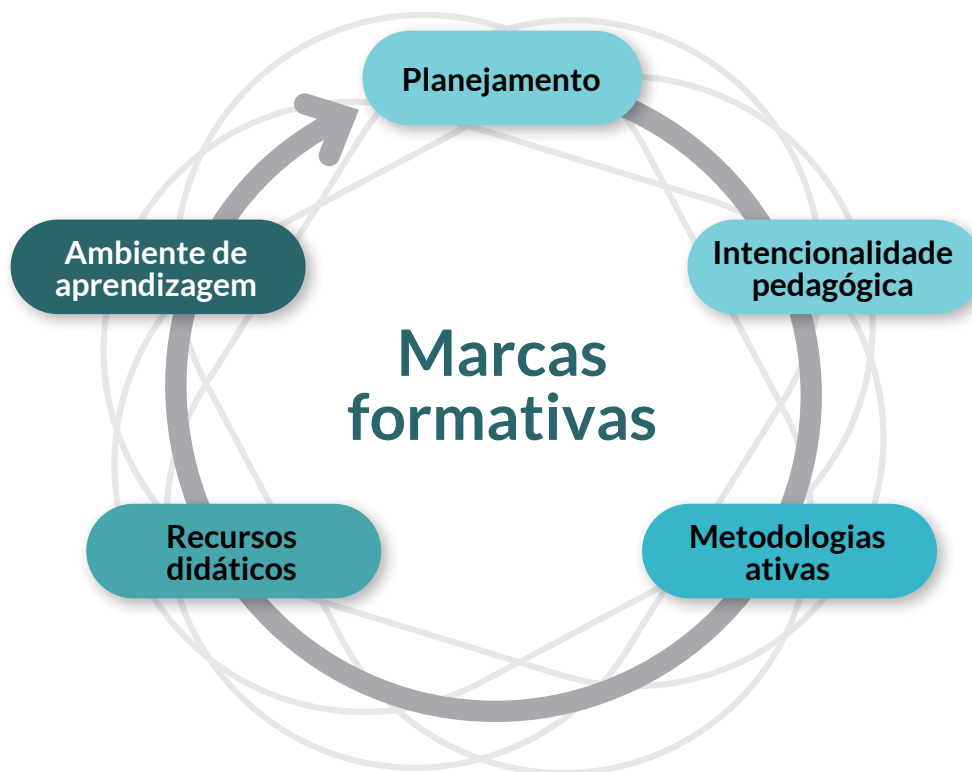 Planejamento
Intencionalidade
pedagógica
Metodologias
ativas
Recursos
didáticos
Ambiente de
aprendizagem
Marcas
formativas